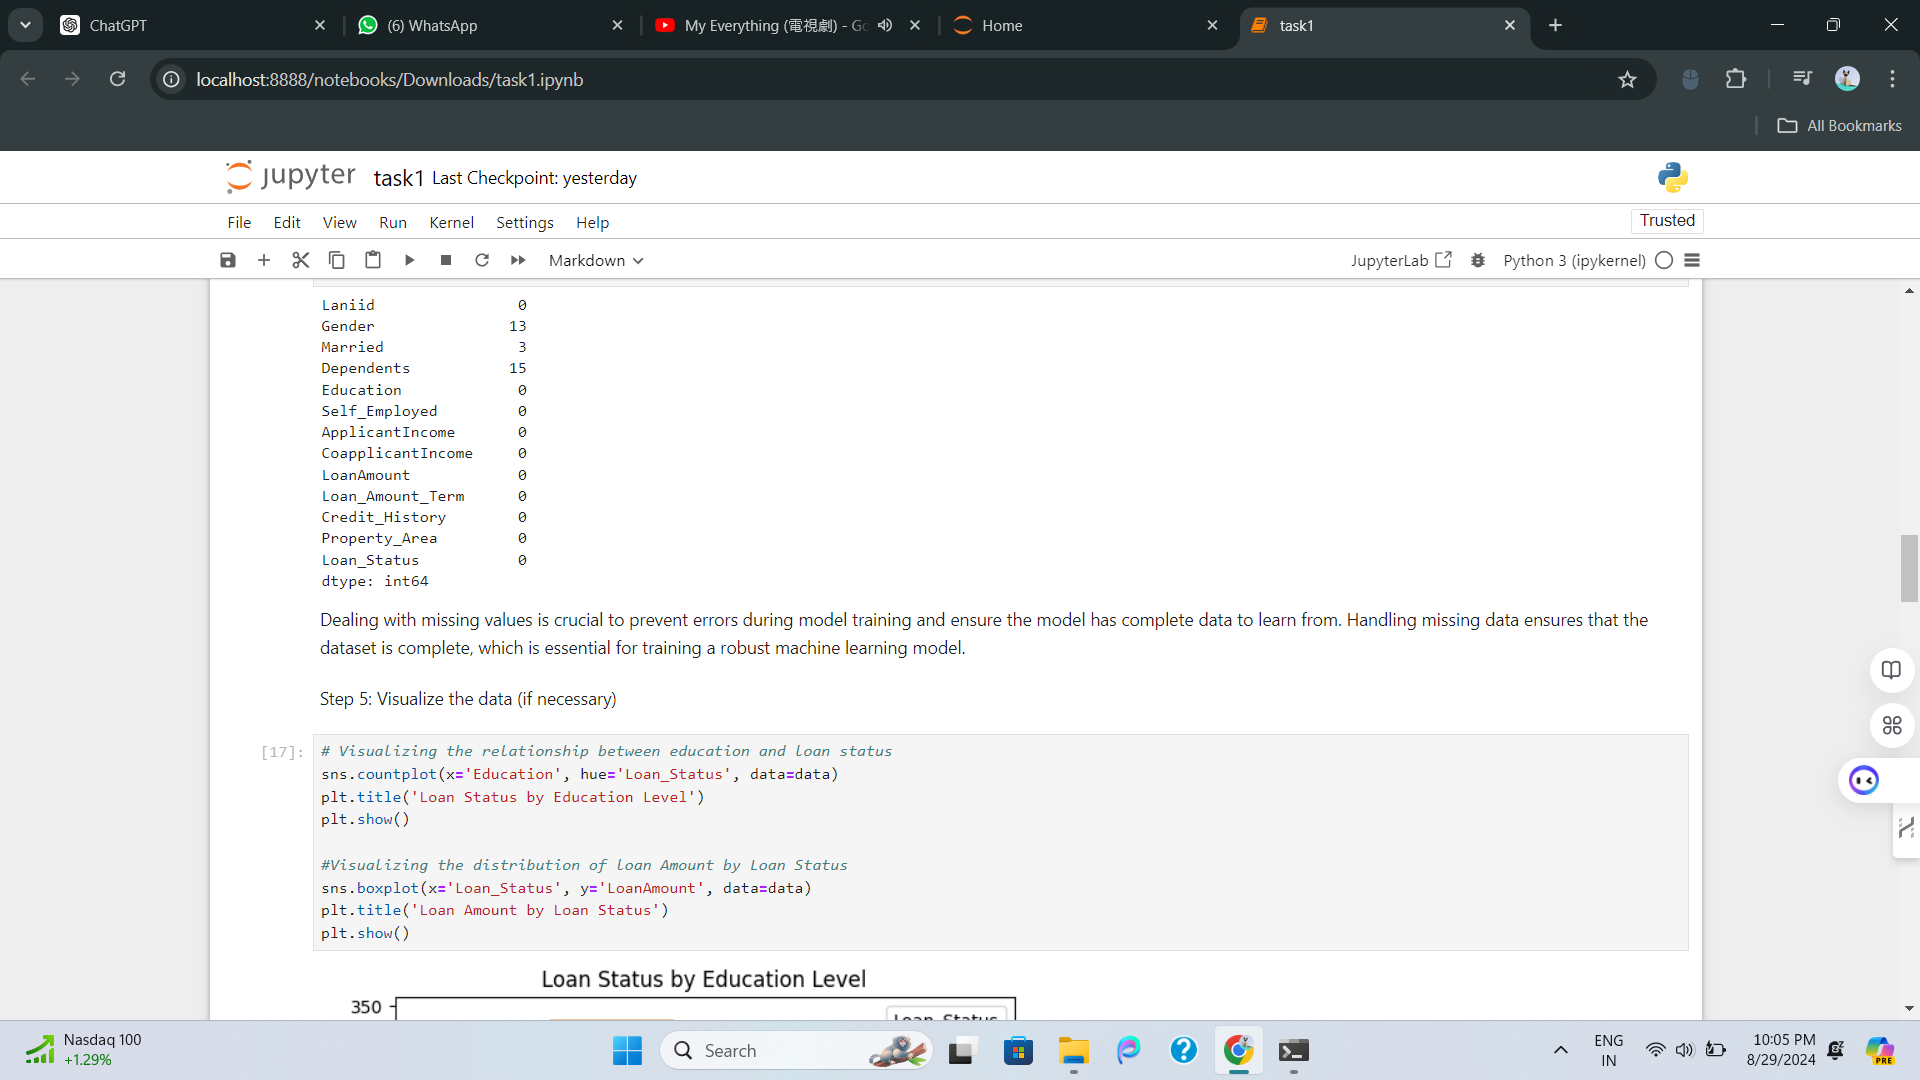 ChatGPT
(6) WhatsApp
My Everything (電視劇) - Go
Home
task1
localhost:8888/notebooks/Downloads/task1.ipynb
All Bookmarks
jupyter task1 Last Checkpoint: yesterday
File Edit View Run Kernel Settings Help
Trusted
Markdown
JupyterLab
Python 3 (ipykernel)
Laniid 0
Gender 13
Married 3
Dependents 15
Education 0
Self_Employed 0
ApplicantIncome 0
CoapplicantIncome 0
LoanAmount 0
Loan_Amount_Term 0
Credit_History 0
Property_Area 0
Loan_Status 0
dtype: int64
Dealing with missing values is crucial to prevent errors during model training and ensure the model has complete data to learn from. Handling missing data ensures that the
dataset is complete, which is essential for training a robust machine learning model.
Step 5: Visualize the data (if necessary)
[17]:
# Visualizing the relationship between education and loan status
sns.countplot(x='Education', hue='Loan_Status', data=data)
plt.title('Loan Status by Education Level')
plt.show()
#Visualizing the distribution of loan Amount by Loan Status
sns.boxplot(x='Loan_Status', y='LoanAmount', data=data)
plt.title('Loan Amount by Loan Status')
plt.show()
Loan Status by Education Level
350
Loan_Status
Nasdaq 100
+1.29%
Search
ENG
IN
10:05 PM
8/29/2024
PRE